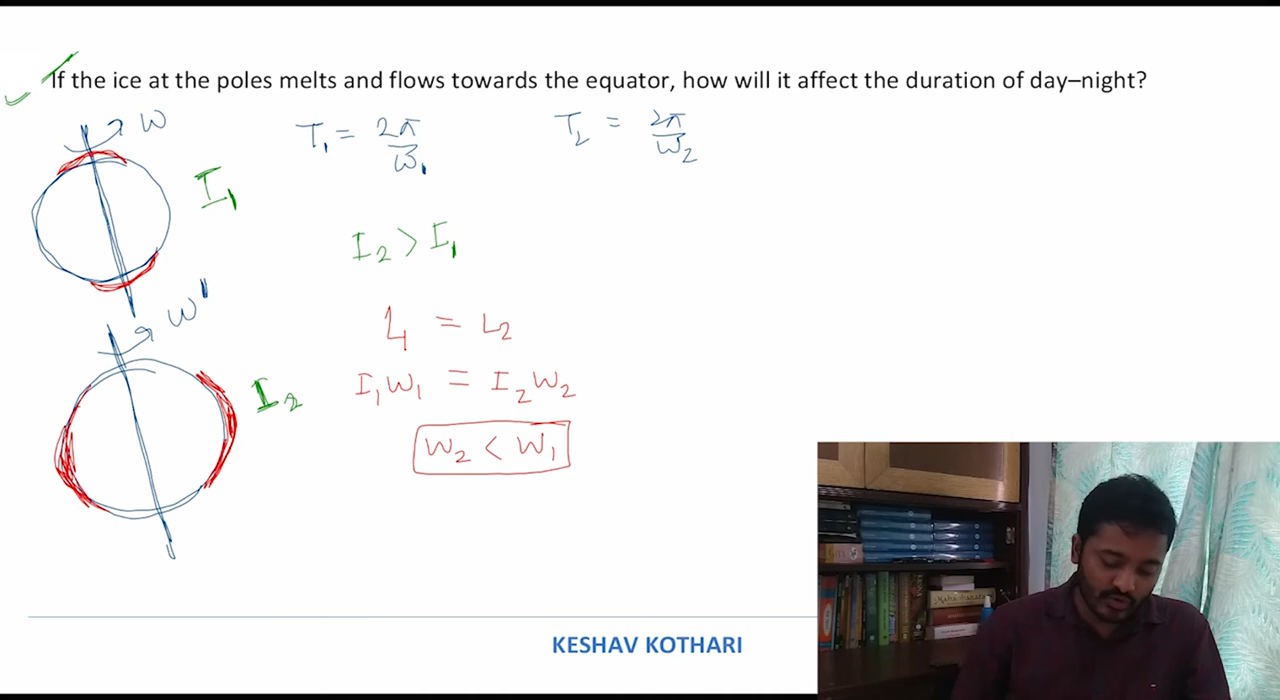 If the ice at the poles melts and flows towards the equator, how will it affect the duration of day–night?
ω
T₁ = 2π/ω₁
T₂ = 2π/ω₂
I₁
I₂ > I₁
ω'
L₁ = L₂
I₁ω₁ = I₂ω₂
I₂
ω₂ < ω₁
KESHAV KOTHARI